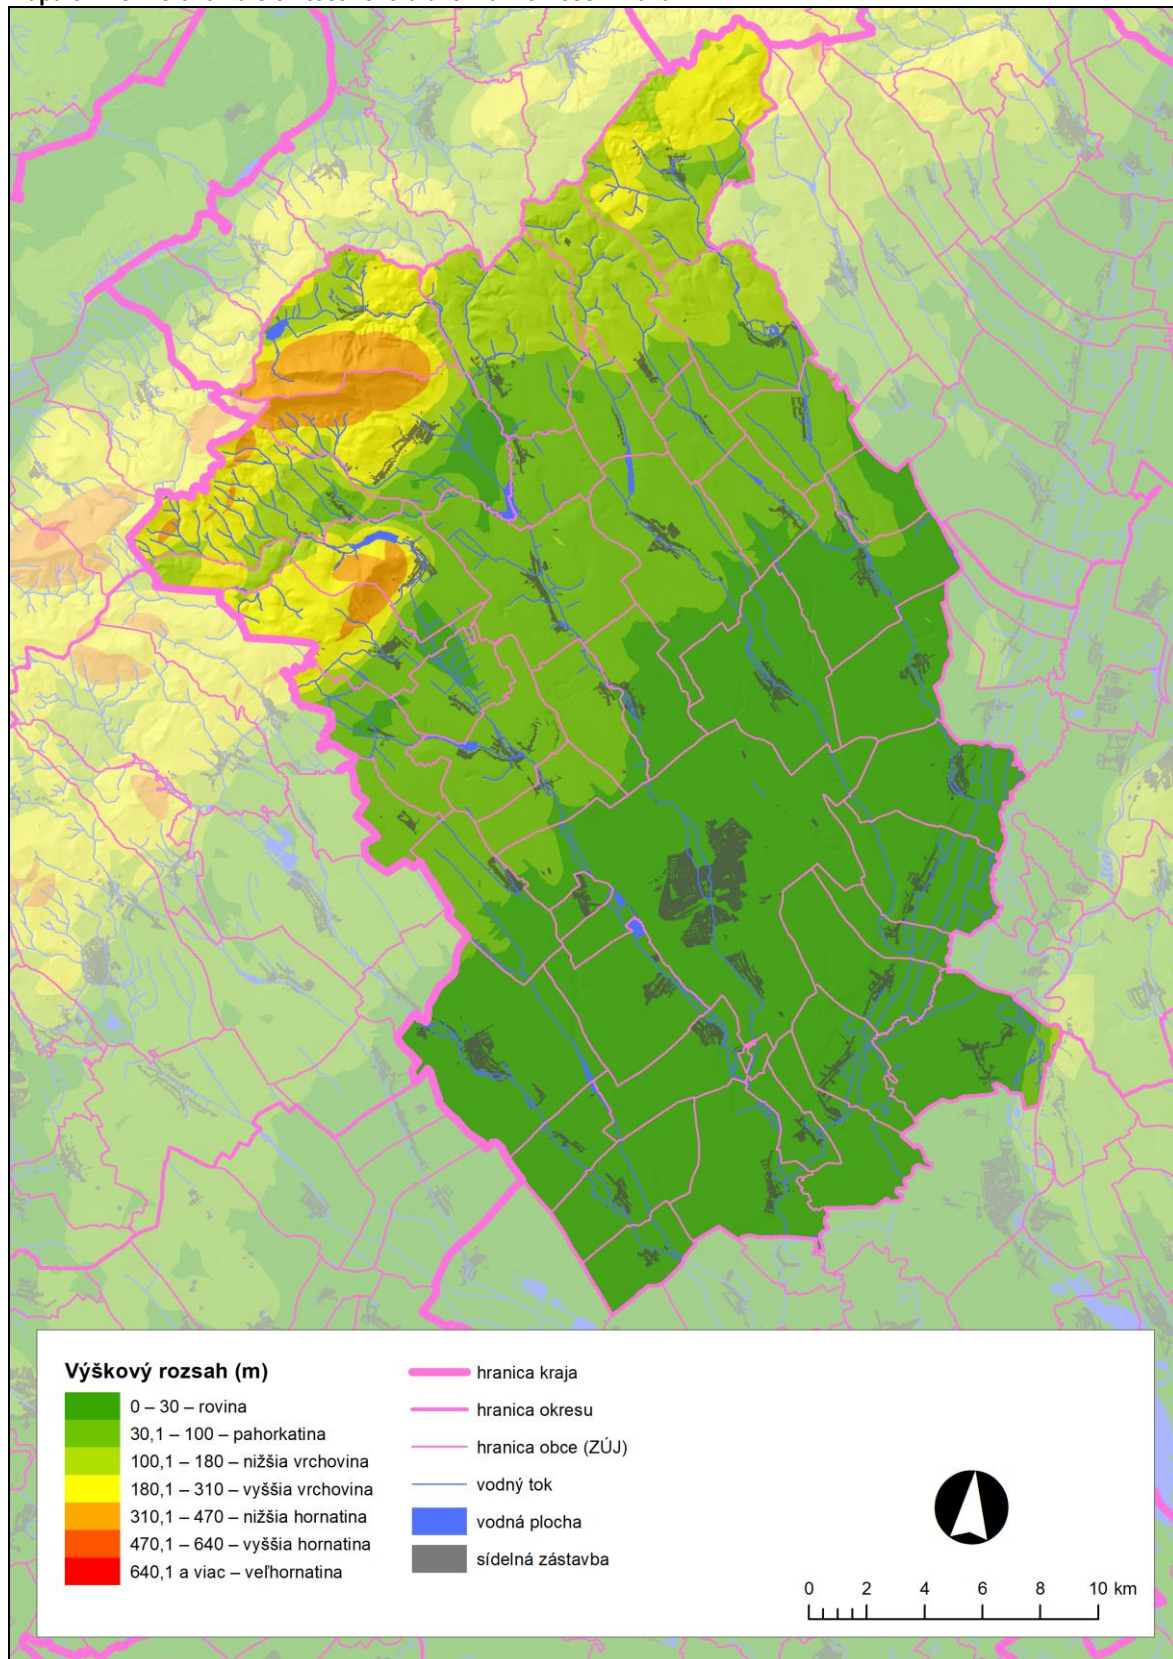 Výškový rozsah (m)
0 – 30 – rovina
30,1 – 100 – pahorkatina
100,1 – 180 – nižšia vrchovina
180,1 – 310 – vyššia vrchovina
310,1 – 470 – nižšia hornatina
470,1 – 640 – vyššia hornatina
640,1 a viac – veľhornatina
hranica kraja
hranica okresu
hranica obce (ZÚJ)
vodný tok
vodná plocha
sídelná zástavba
0 2 4 6 8 10 km